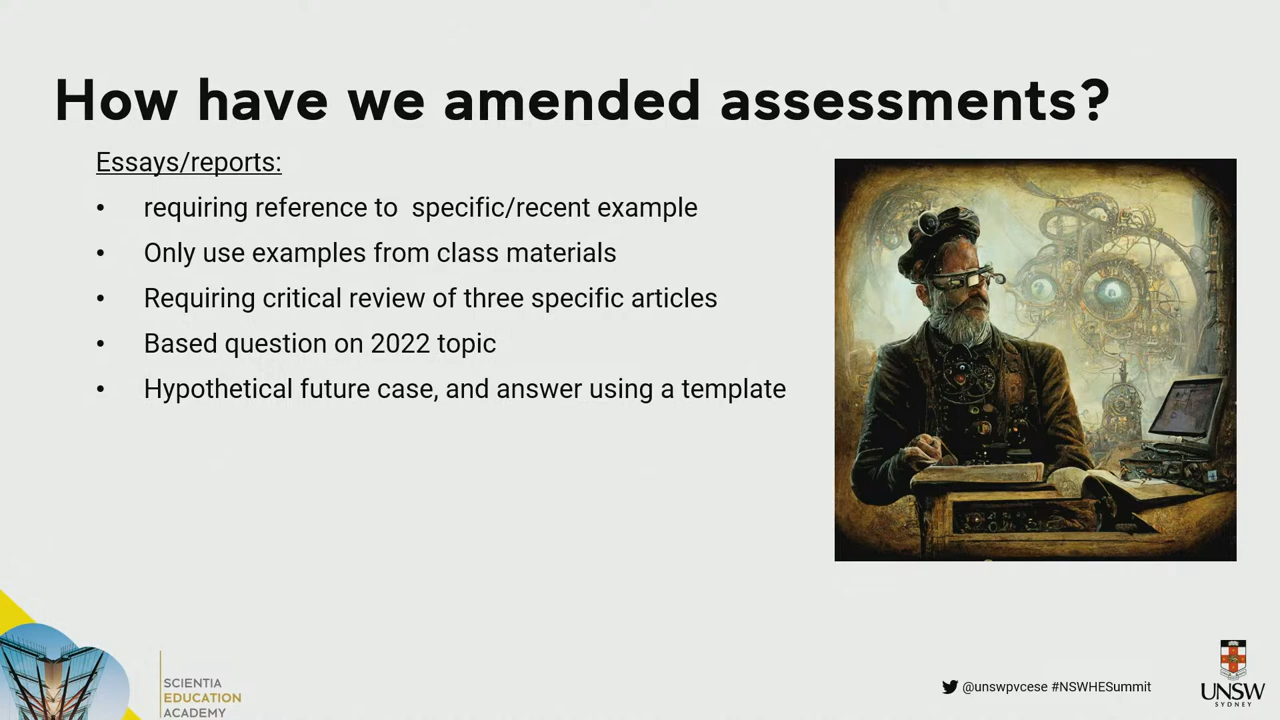 How have we amended assessments?
Essays/reports:
• requiring reference to  specific/recent example
• Only use examples from class materials
• Requiring critical review of three specific articles
• Based question on 2022 topic
• Hypothetical future case, and answer using a template
SCIENTIA
EDUCATION
ACADEMY
@unswpvcese #NSWHESummit
UNSW
SYDNEY